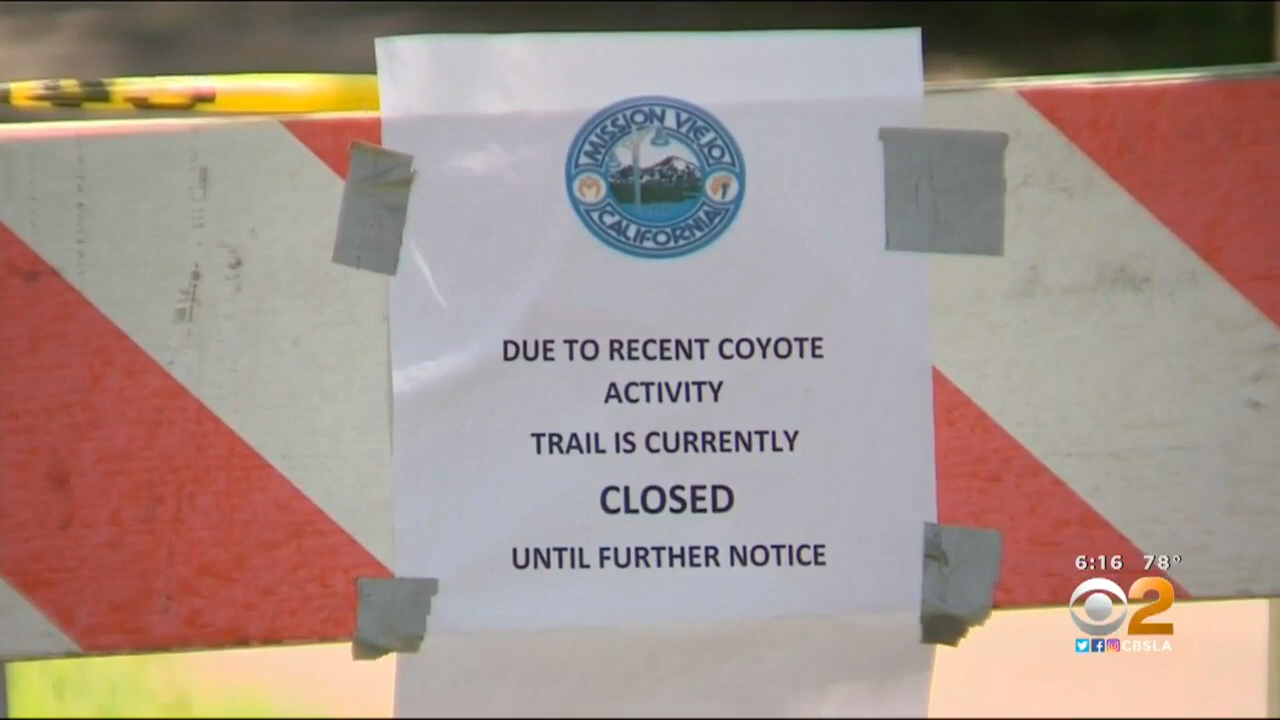 MISSION VIEJO
CALIFORNIA
DUE TO RECENT COYOTE
ACTIVITY
TRAIL IS CURRENTLY
CLOSED
UNTIL FURTHER NOTICE
6:16 78°
2
CBSLA